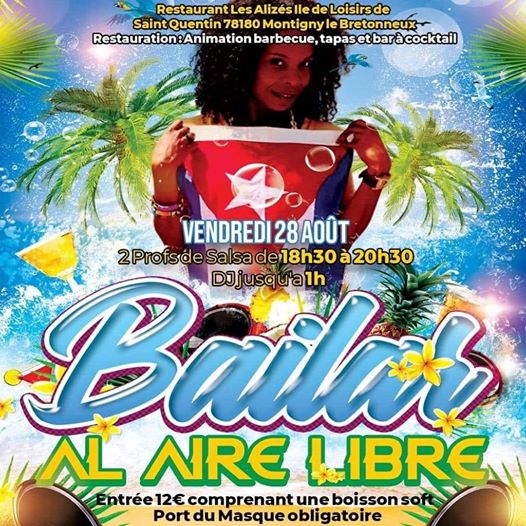 Restaurant Les Alizés Ile de Loisirs de
Saint Quentin 78180 Montigny le Bretonneux
Restauration : Animation barbecue, tapas et bar à cocktail
VENDREDI 28 AOÛT
2 Profs de Salsa de 18h30 à 20h30
DJ jusqu'a 1h
Bailar
AL AIRE LIBRE
Entrée 12€ comprenant une boisson soft
Port du Masque obligatoire